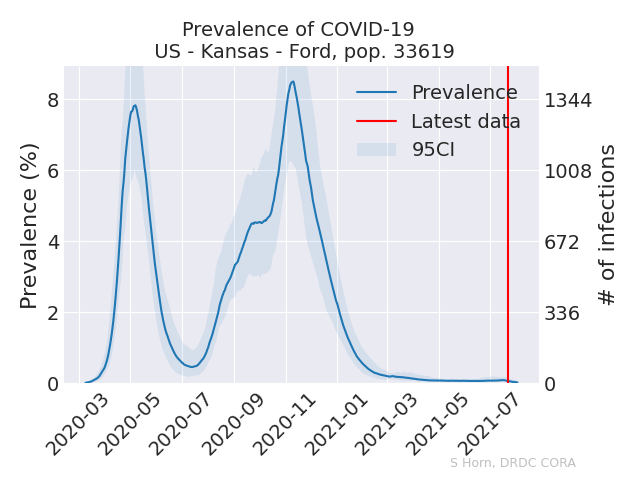 Prevalence of COVID-19
US - Kansas - Ford, pop. 33619
Prevalence
Latest data
95CI
Prevalence (%)
8
6
4
2
0
1344
1008
672
336
0
# of infections
2020-03
2020-05
2020-07
2020-09
2020-11
2021-01
2021-03
2021-05
2021-07
S Horn, DRDC CORA